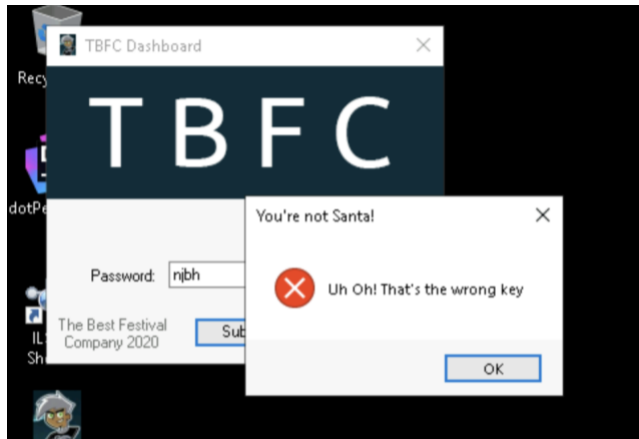 TBFC Dashboard
Recy
TBFC
dotPe
You're not Santa!
Uh Oh! That's the wrong key
Password: njbh
The Best Festival
Company 2020
Sub
OK
IL
Sh